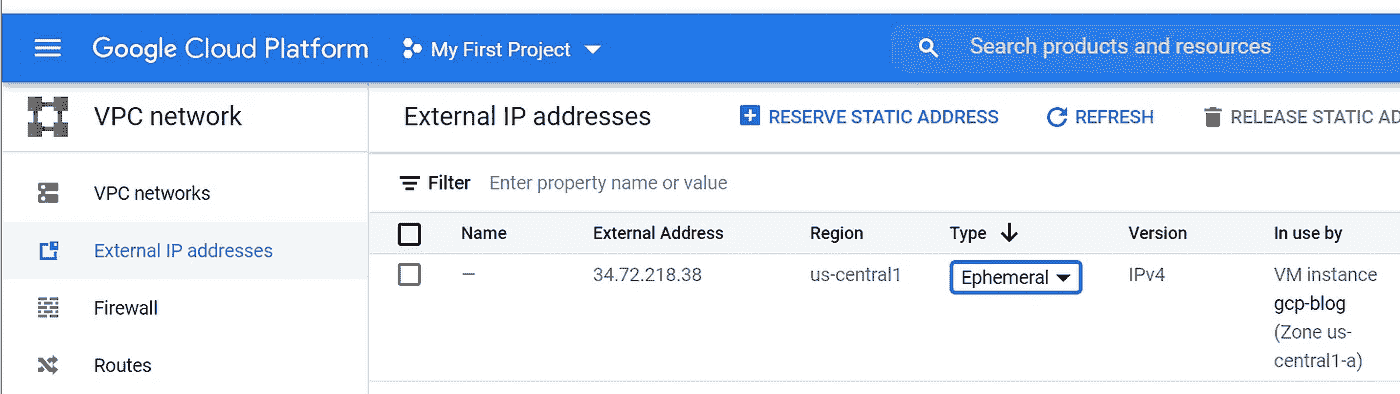 Google Cloud Platform My First Project Search products and resources
VPC network
External IP addresses RESERVE STATIC ADDRESS REFRESH RELEASE STATIC AD
VPC networks
External IP addresses
Firewall
Routes
Filter Enter property name or value
Name External Address Region Type Version In use by
— 34.72.218.38 us-central1 Ephemeral IPv4 VM instance
gcp-blog
(Zone us-
central1-a)